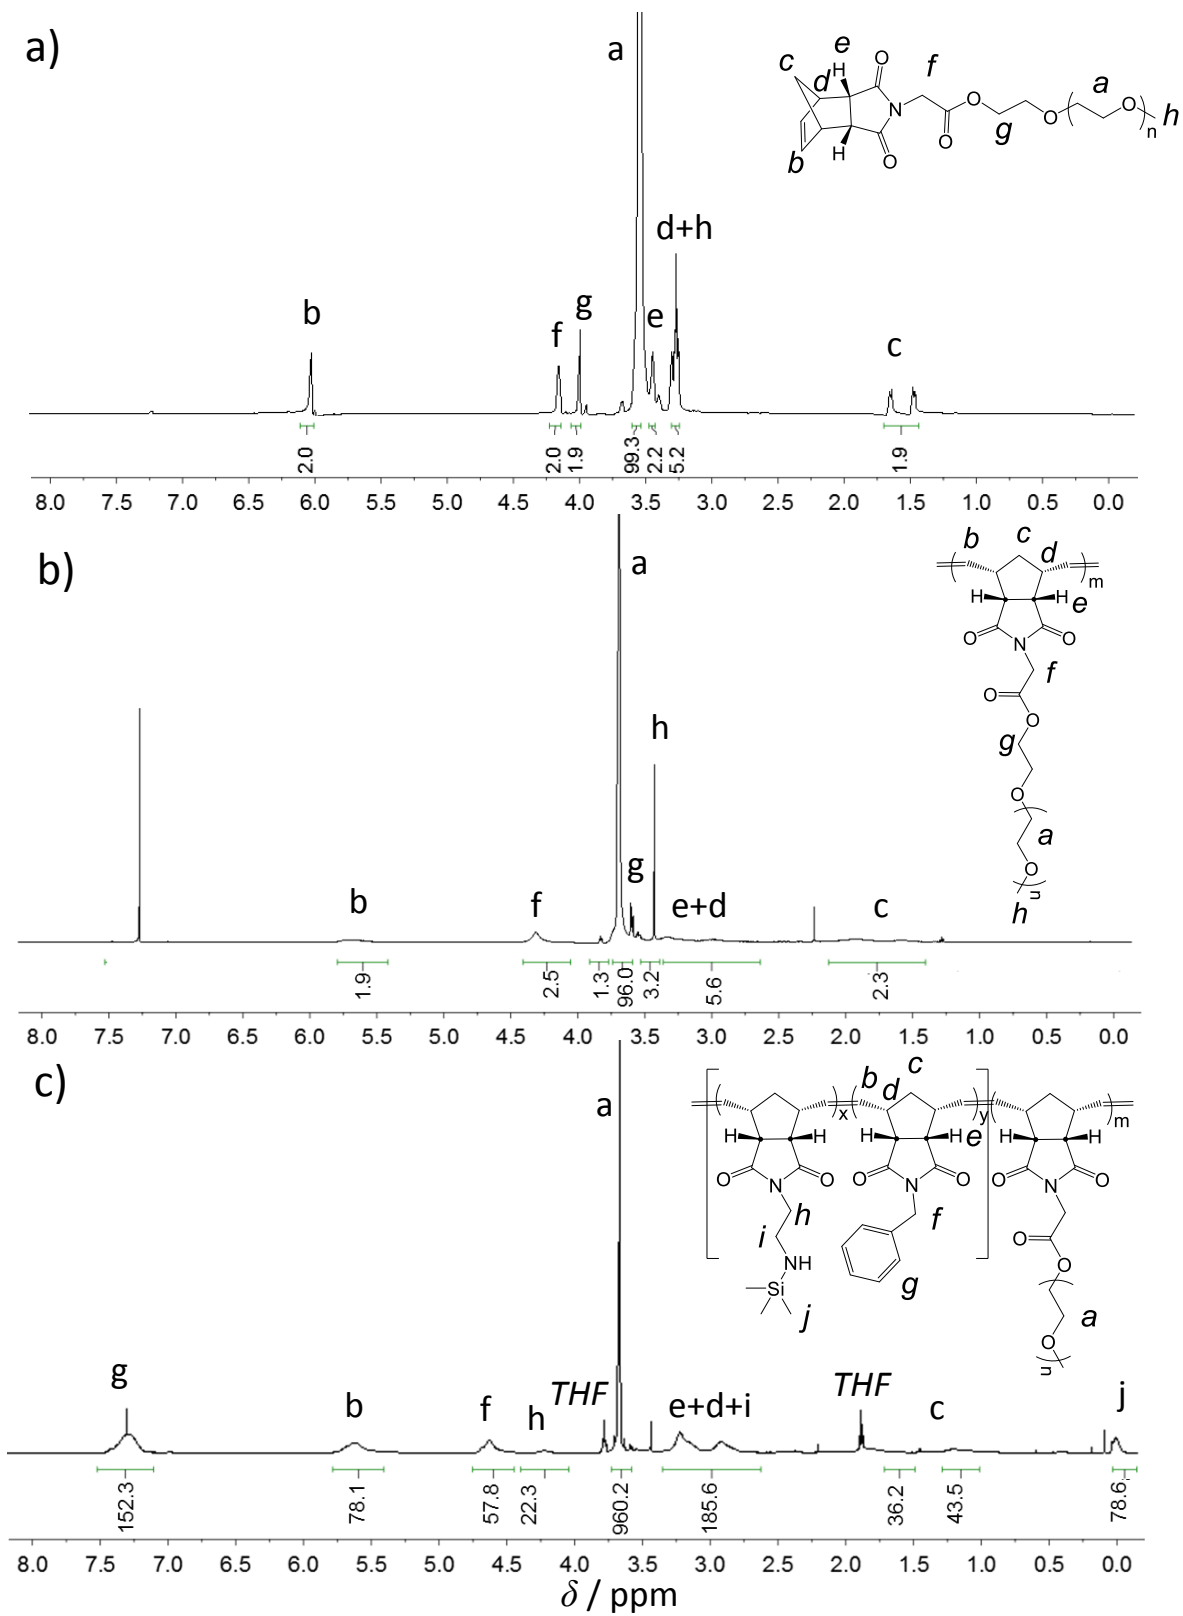 a)
a
b
f
g
e
d+h
c
e
H
O
c
d
f
a
N
O
O
n
h
g
O
b
H
O
O
2.0
2.0
1.9
99.3
2.2
5.2
1.9
8.0 7.5 7.0 6.5 6.0 5.5 5.0 4.5 4.0 3.5 3.0 2.5 2.0 1.5 1.0 0.5 0.0
b)
a
h
g
b
f
e+d
c
b
c
d
m
H
H
e
O
O
N
f
O
O
g
O
a
O
n
h
1.9
2.5
1.3
96.0
3.2
5.6
2.3
8.0 7.5 7.0 6.5 6.0 5.5 5.0 4.5 4.0 3.5 3.0 2.5 2.0 1.5 1.0 0.5 0.0
c)
a
b
d
c
x
y
m
H
H
H
H
e
H
H
O
O
O
O
O
O
N
N
N
h
f
i
NH
Si
j
g
O
O
a
O
n
g
b
f
h
THF
e+d+i
THF
c
j
152.3
78.1
57.8
22.3
960.2
185.6
36.2
43.5
78.6
8.0 7.5 7.0 6.5 6.0 5.5 5.0 4.5 4.0 3.5 3.0 2.5 2.0 1.5 1.0 0.5 0.0
δ / ppm